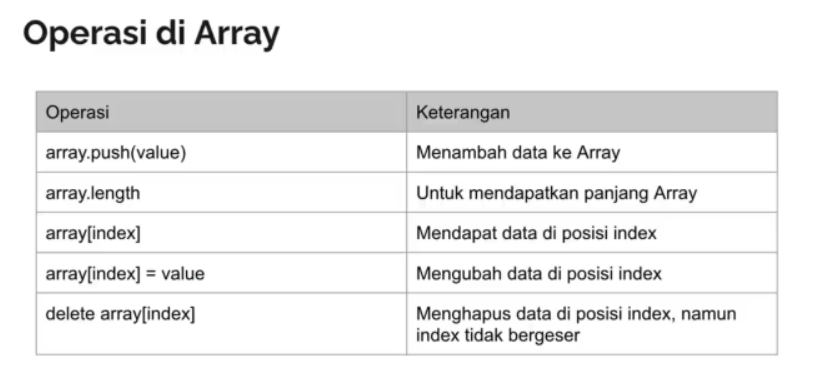 Operasi di Array
Operasi
Keterangan
array.push(value)
Menambah data ke Array
array.length
Untuk mendapatkan panjang Array
array[index]
Mendapat data di posisi index
array[index] = value
Mengubah data di posisi index
delete array[index]
Menghapus data di posisi index, namun
index tidak bergeser